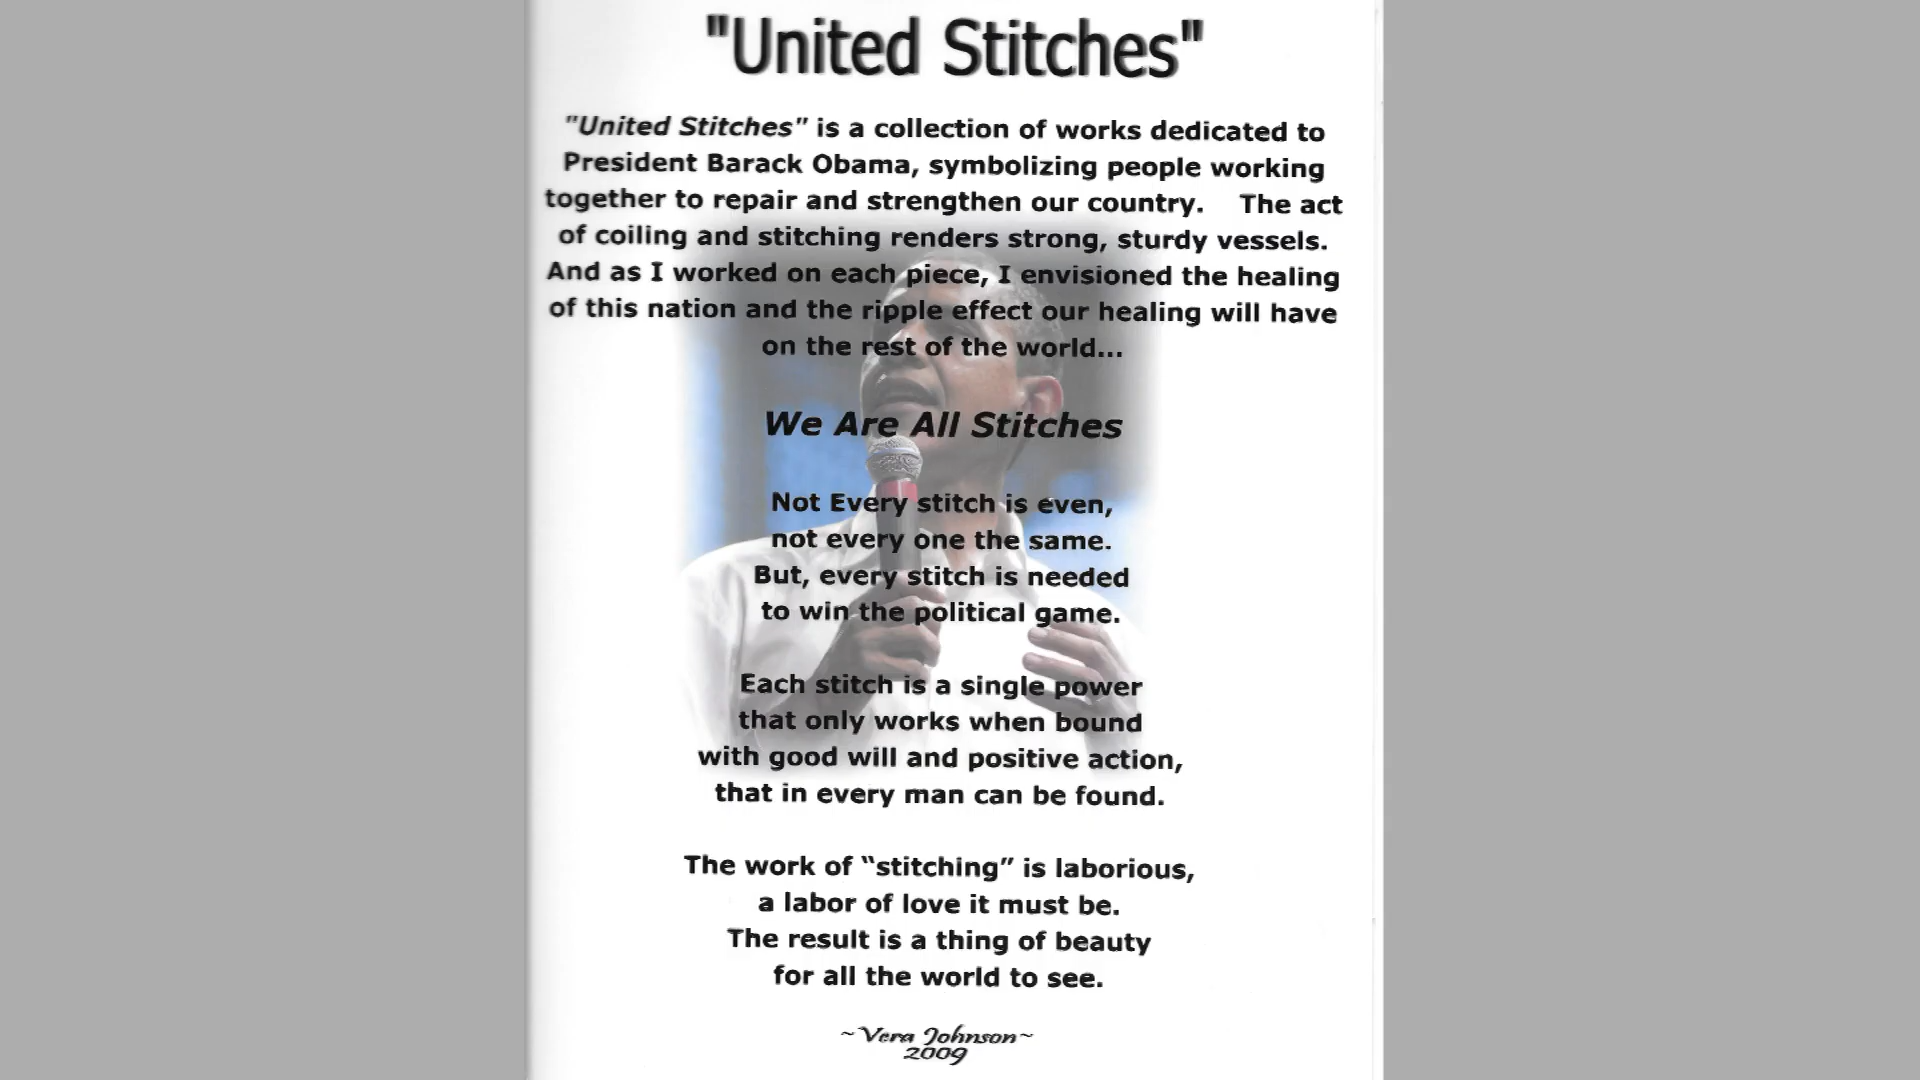 "United Stitches"
"United Stitches" is a collection of works dedicated to
President Barack Obama, symbolizing people working
together to repair and strengthen our country. The act
of coiling and stitching renders strong, sturdy vessels.
And as I worked on each piece, I envisioned the healing
of this nation and the ripple effect our healing will have
on the rest of the world...
We Are All Stitches
Not Every stitch is even,
not every one the same.
But, every stitch is needed
to win the political game.
Each stitch is a single power
that only works when bound
with good will and positive action,
that in every man can be found.
The work of “stitching” is laborious,
a labor of love it must be.
The result is a thing of beauty
for all the world to see.
~Vera Johnson~
2009